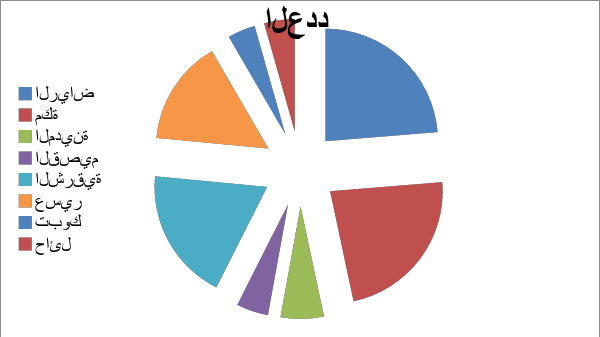 العدد
الرياض
مكة
المدينة
القصيم
الشرقية
عسير
تبوك
حائل